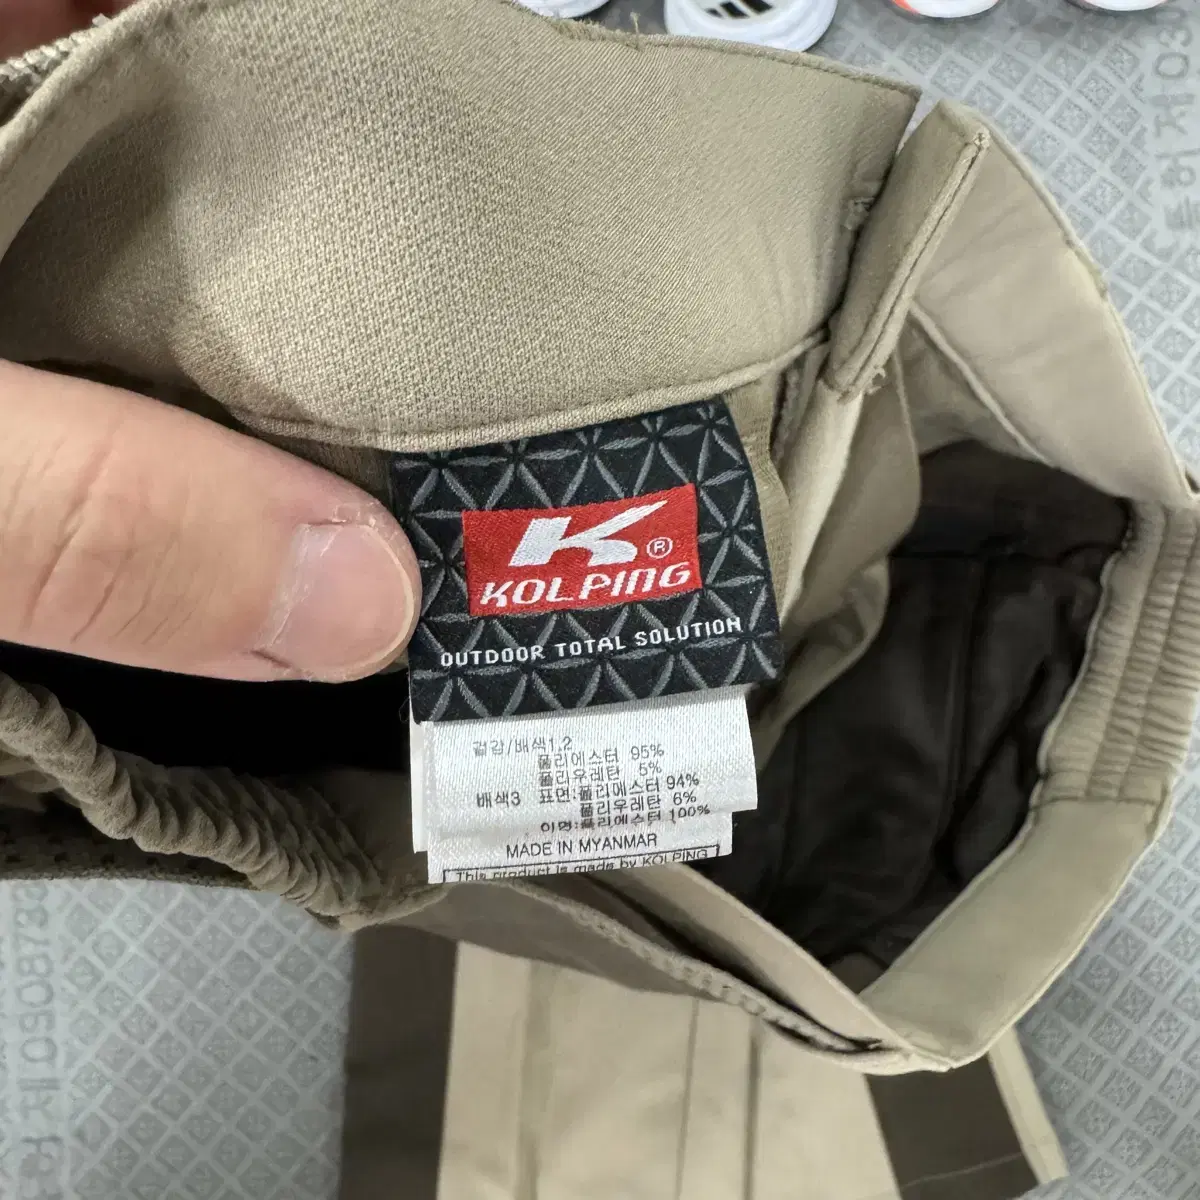 K®
KOLPING
OUTDOOR TOTAL SOLUTION
겉감/배색1,2
폴리에스터 95%
폴리우레탄 5%
배색3 표면:폴리에스터 94%
폴리우레탄 6%
이면:폴리에스터 100%
MADE IN MYANMAR
This product is made by KOLPING